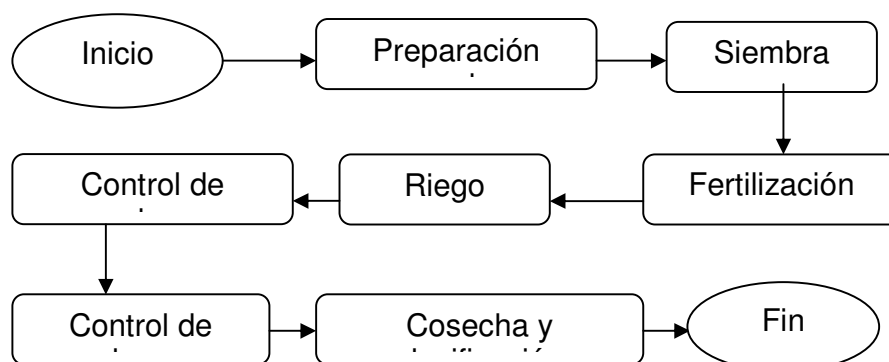 Inicio
Preparación
Siembra
Control de
Riego
Fertilización
Control de
Cosecha y
Fin